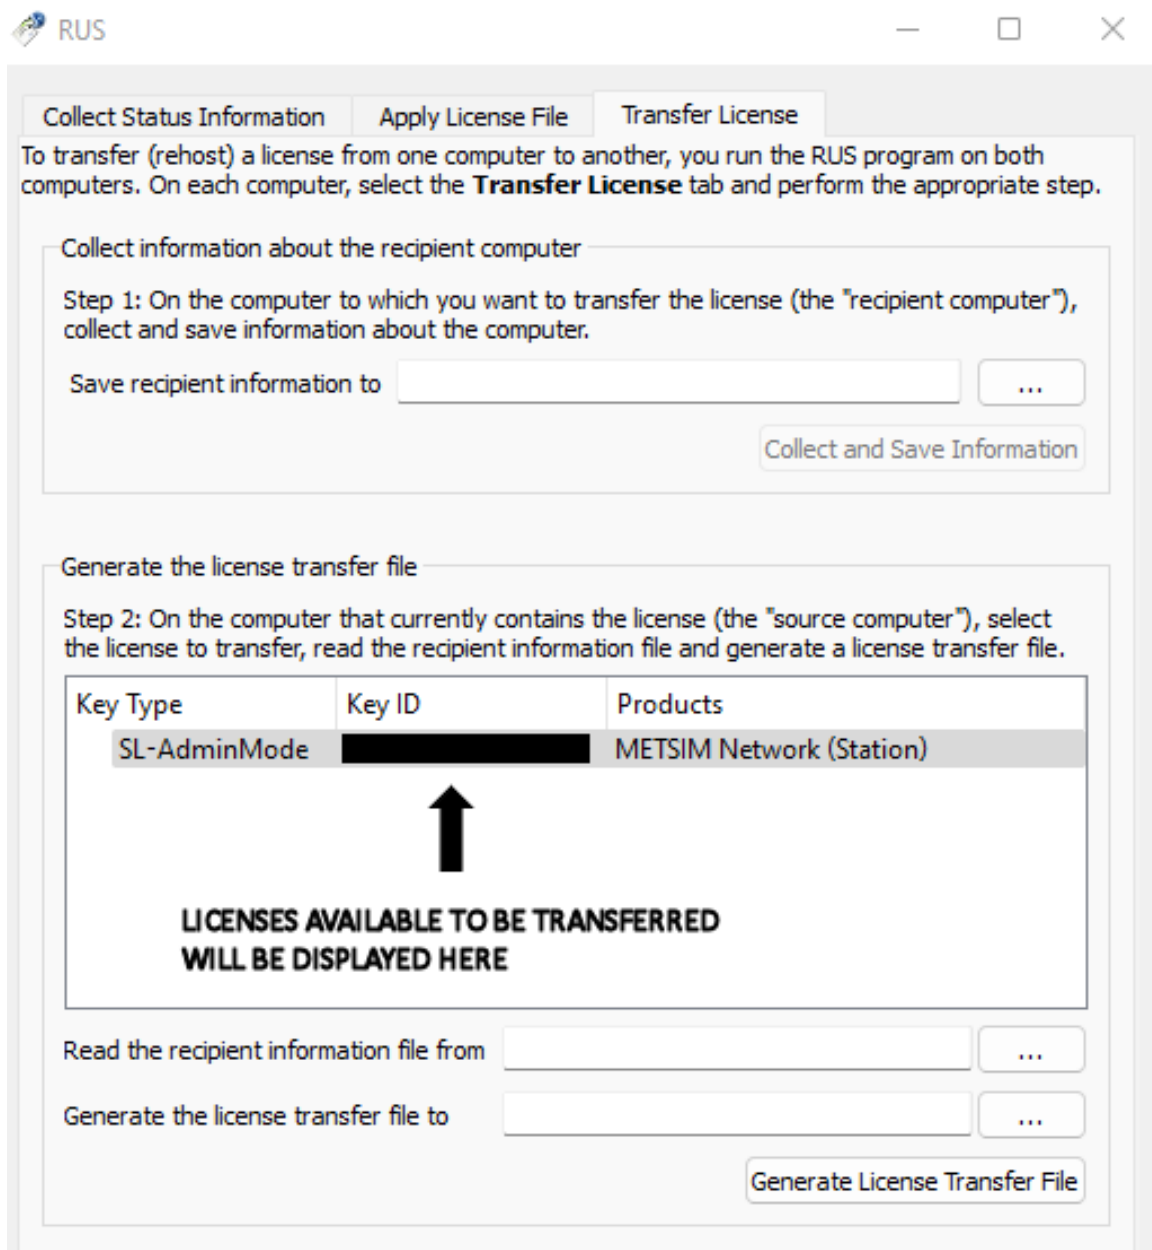 RUS
Collect Status Information Apply License File Transfer License
To transfer (rehost) a license from one computer to another, you run the RUS program on both
computers. On each computer, select the Transfer License tab and perform the appropriate step.
Collect information about the recipient computer
Step 1: On the computer to which you want to transfer the license (the "recipient computer"),
collect and save information about the computer.
Save recipient information to ...
Collect and Save Information
Generate the license transfer file
Step 2: On the computer that currently contains the license (the "source computer"), select
the license to transfer, read the recipient information file and generate a license transfer file.
Key Type Key ID Products
SL-AdminMode METSIM Network (Station)
LICENSES AVAILABLE TO BE TRANSFERRED
WILL BE DISPLAYED HERE
Read the recipient information file from ...
Generate the license transfer file to ...
Generate License Transfer File